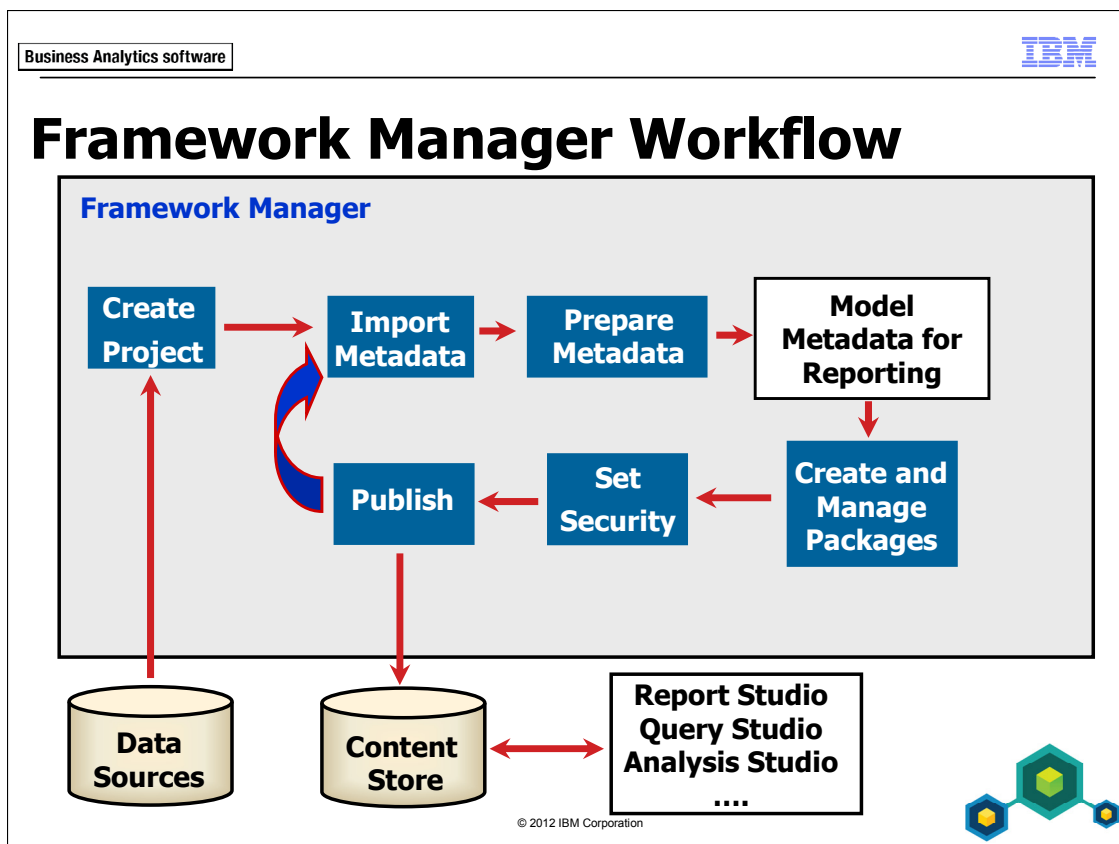 Business Analytics software
IBM
Framework Manager Workflow
Framework Manager
Create
Project
Import
Metadata
Prepare
Metadata
Model
Metadata for
Reporting
Publish
Set
Security
Create and
Manage
Packages
Data
Sources
Content
Store
Report Studio
Query Studio
Analysis Studio
....
© 2012 IBM Corporation